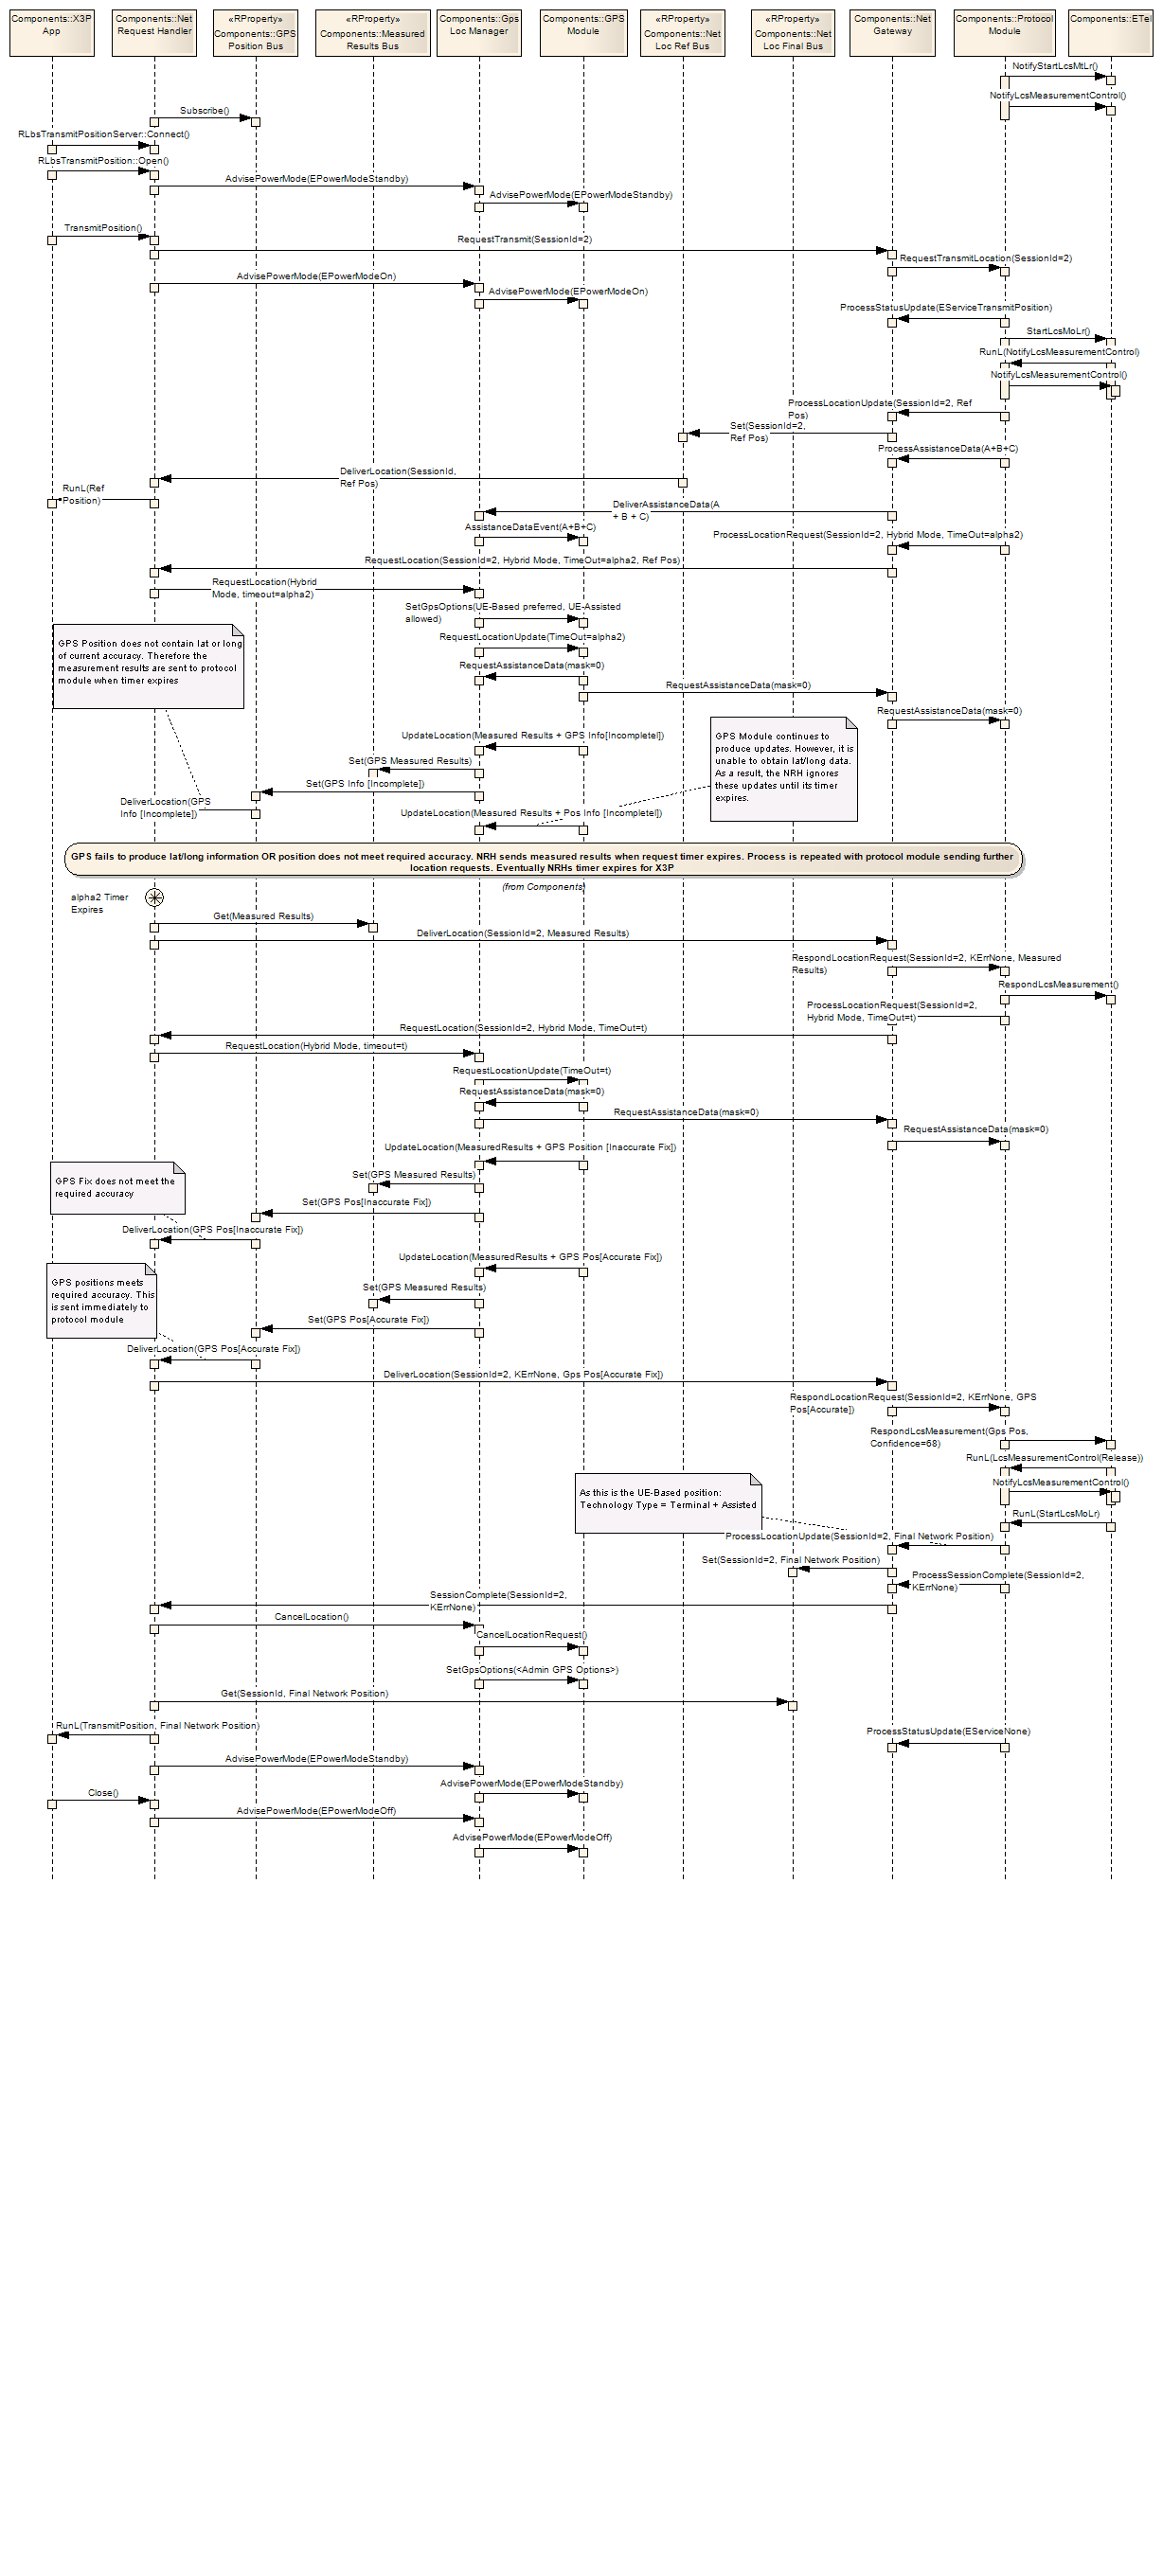 Components::X3P
App
Components::Net
Request Handler
«RProperty»
Components::GPS
Position Bus
«RProperty»
Components::Measured
Results Bus
Components::Gps
Loc Manager
Components::GPS
Module
«RProperty»
Components::Net
Loc Ref Bus
«RProperty»
Components::Net
Loc Final Bus
Components::Net
Gateway
Components::Protocol
Module
Components::ETel
NotifyStartLcsMtLr()
NotifyLcsMeasurementControl()
Subscribe()
RLbsTransmitPositionServer::Connect()
RLbsTransmitPosition::Open()
AdvisePowerMode(EPowerModeStandby)
AdvisePowerMode(EPowerModeStandby)
TransmitPosition()
RequestTransmit(SessionId=2)
RequestTransmitLocation(SessionId=2)
AdvisePowerMode(EPowerModeOn)
AdvisePowerMode(EPowerModeOn)
ProcessStatusUpdate(EServiceTransmitPosition)
StartLcsMoLr()
RunL(NotifyLcsMeasurementControl)
NotifyLcsMeasurementControl()
ProcessLocationUpdate(SessionId=2, Ref
Pos)
Set(SessionId=2,
Ref Pos)
ProcessAssistanceData(A+B+C)
DeliverLocation(SessionId,
Ref Pos)
RunL(Ref
Position)
DeliverAssistanceData(A
+ B + C)
AssistanceDataEvent(A+B+C)
ProcessLocationRequest(SessionId=2, Hybrid Mode, TimeOut=alpha2)
RequestLocation(SessionId=2, Hybrid Mode, TimeOut=alpha2, Ref Pos)
RequestLocation(Hybrid
Mode, timeout=alpha2)
SetGpsOptions(UE-Based preferred, UE-Assisted
allowed)
GPS Position does not contain lat or long
of current accuracy. Therefore the
measurement results are sent to protocol
module when timer expires
RequestLocationUpdate(TimeOut=alpha2)
RequestAssistanceData(mask=0)
RequestAssistanceData(mask=0)
RequestAssistanceData(mask=0)
GPS Module continues to
produce updates. However, it is
unable to obtain lat/long data.
As a result, the NRH ignores
these updates until its timer
expires.
UpdateLocation(Measured Results + GPS Info[Incomplete!])
Set(GPS Measured Results)
Set(GPS Info [Incomplete])
DeliverLocation(GPS
Info [Incomplete])
UpdateLocation(Measured Results + Pos Info [Incomplete!])
GPS fails to produce lat/long information OR position does not meet required accuracy. NRH sends measured results when request timer expires. Process is repeated with protocol module sending further
location requests. Eventually NRHs timer expires for X3P
(from Components)
alpha2 Timer
Expires
Get(Measured Results)
DeliverLocation(SessionId=2, Measured Results)
RespondLocationRequest(SessionId=2, KErrNone, Measured
Results)
RespondLcsMeasurement()
ProcessLocationRequest(SessionId=2,
Hybrid Mode, TimeOut=t)
RequestLocation(SessionId=2, Hybrid Mode, TimeOut=t)
RequestLocation(Hybrid Mode, timeout=t)
RequestLocationUpdate(TimeOut=t)
RequestAssistanceData(mask=0)
RequestAssistanceData(mask=0)
RequestAssistanceData(mask=0)
UpdateLocation(MeasuredResults + GPS Position [Inaccurate Fix])
GPS Fix does not meet the
required accuracy
Set(GPS Measured Results)
Set(GPS Pos[Inaccurate Fix])
DeliverLocation(GPS Pos[Inaccurate Fix])
UpdateLocation(MeasuredResults + GPS Pos[Accurate Fix])
GPS positions meets
required accuracy. This
is sent immediately to
protocol module
Set(GPS Measured Results)
Set(GPS Pos[Accurate Fix])
DeliverLocation(GPS Pos[Accurate Fix])
DeliverLocation(SessionId=2, KErrNone, Gps Pos[Accurate Fix])
RespondLocationRequest(SessionId=2, KErrNone, GPS
Pos[Accurate])
RespondLcsMeasurement(Gps Pos,
Confidence=68)
RunL(LcsMeasurementControl(Release))
NotifyLcsMeasurementControl()
As this is the UE-Based position:
Technology Type = Terminal + Assisted
RunL(StartLcsMoLr)
ProcessLocationUpdate(SessionId=2, Final Network Position)
Set(SessionId=2, Final Network Position)
ProcessSessionComplete(SessionId=2,
KErrNone)
SessionComplete(SessionId=2,
KErrNone)
CancelLocation()
CancelLocationRequest()
SetGpsOptions(<Admin GPS Options>)
Get(SessionId, Final Network Position)
RunL(TransmitPosition, Final Network Position)
ProcessStatusUpdate(EServiceNone)
AdvisePowerMode(EPowerModeStandby)
AdvisePowerMode(EPowerModeStandby)
Close()
AdvisePowerMode(EPowerModeOff)
AdvisePowerMode(EPowerModeOff)